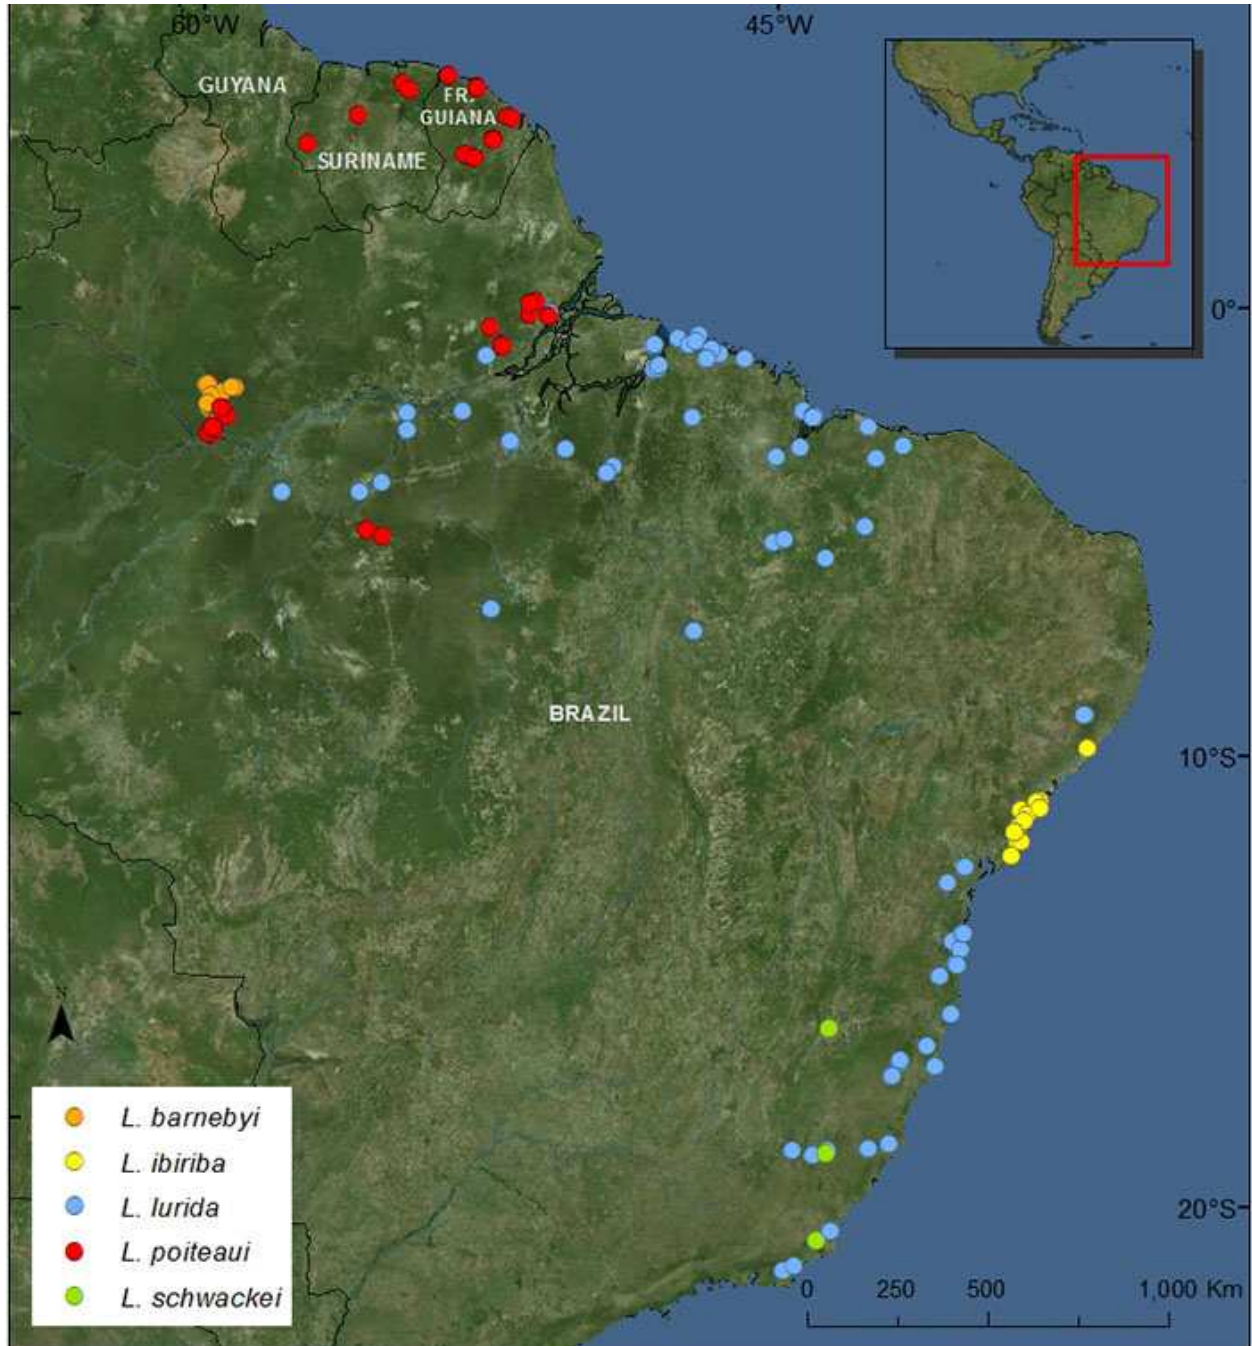 60°W
45°W
GUYANA
FR.
GUIANA
SURINAME
0°
BRAZIL
10°S
N
L. barnebyi
L. ibiriba
L. lurida
L. poiteaui
L. schwackei
20°S
0 250 500 1,000 Km